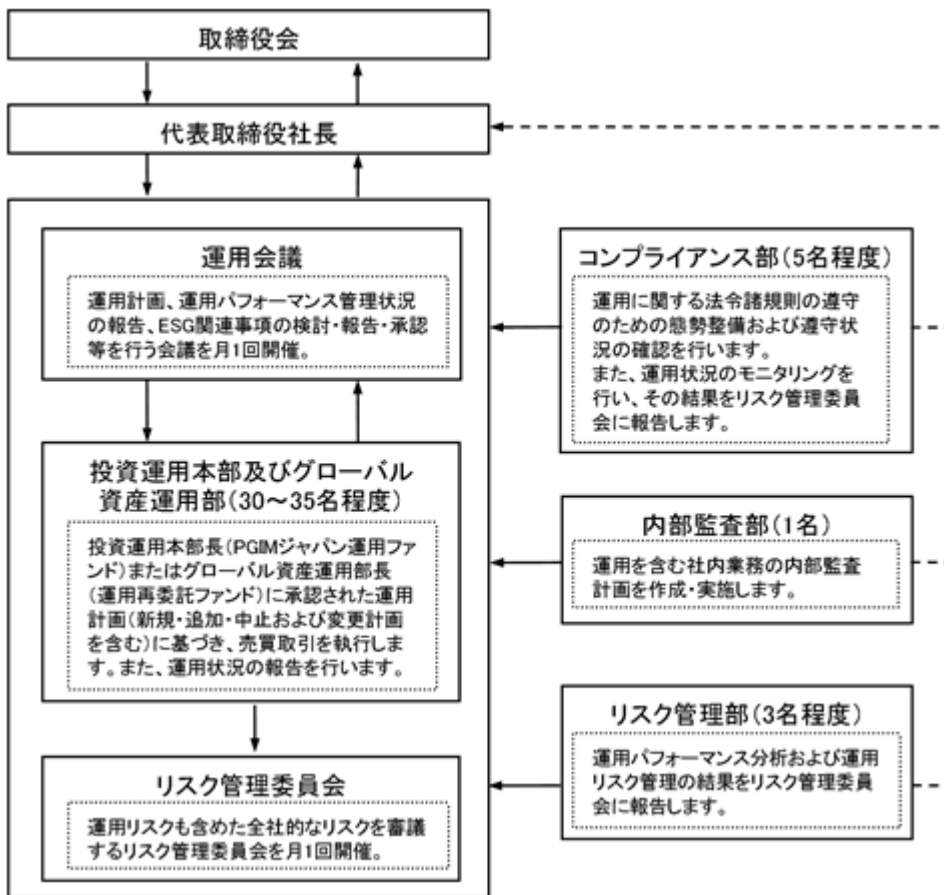 取締役会
代表取締役社長
運用会議
運用計画、運用パフォーマンス管理状況
の報告、ESG関連事項の検討・報告・承認
等を行う会議を月1回開催。
投資運用本部及びグローバル
資産運用部(30～35名程度)
投資運用本部長(PGIMジャパン運用ファ
ンド)またはグローバル資産運用部長
(運用再委託ファンド)に承認された運用
計画(新規・追加・中止および変更計画
を含む)に基づき、売買取引を執行しま
す。また、運用状況の報告を行います。
リスク管理委員会
運用リスクも含めた全社的なリスクを審議
するリスク管理委員会を月1回開催。
コンプライアンス部(5名程度)
運用に関する法令諸規則の遵守
のための態勢整備および遵守状
況の確認を行います。
また、運用状況のモニタリングを
行い、その結果をリスク管理委員
会に報告します。
内部監査部(1名)
運用を含む社内業務の内部監査
計画を作成・実施します。
リスク管理部(3名程度)
運用パフォーマンス分析および運用
リスク管理の結果をリスク管理委員
会に報告します。